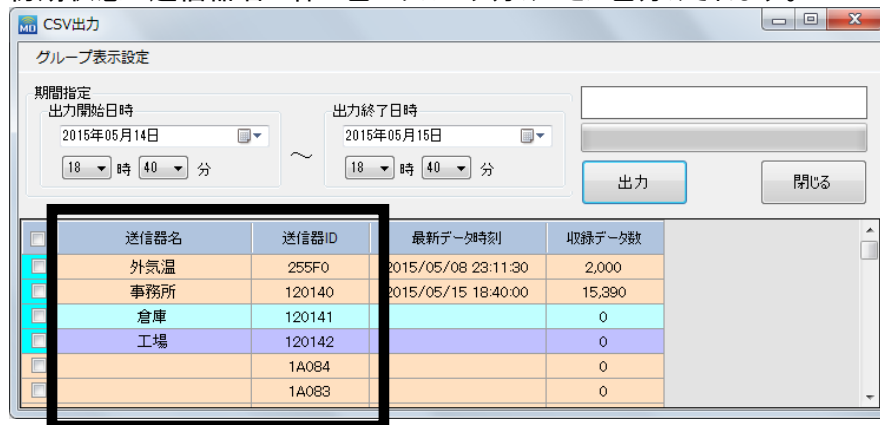 CSV出力
グループ表示設定
期間指定
出力開始日時
出力終了日時
2015年05月14日
～
2015年05月15日
18 時 40 分
18 時 40 分
出力
閉じる
送信器名 送信器ID 最新データ時刻 収録データ数
外気温 255F0 2015/05/08 23:11:30 2,000
事務所 120140 2015/05/15 18:40:00 15,390
倉庫 120141 0
工場 120142 0
1A084 0
1A083 0